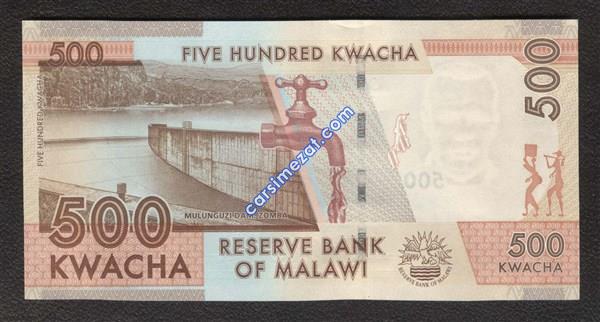 500
FIVE HUNDRED KWACHA
500
FIVE HUNDRED KWACHA
carsimezat.com
500
MULUNGUZI DAM, ZOMBA
500
KWACHA
RESERVE BANK
OF MALAWI
RESERVE BANK OF MALAWI
500
KWACHA